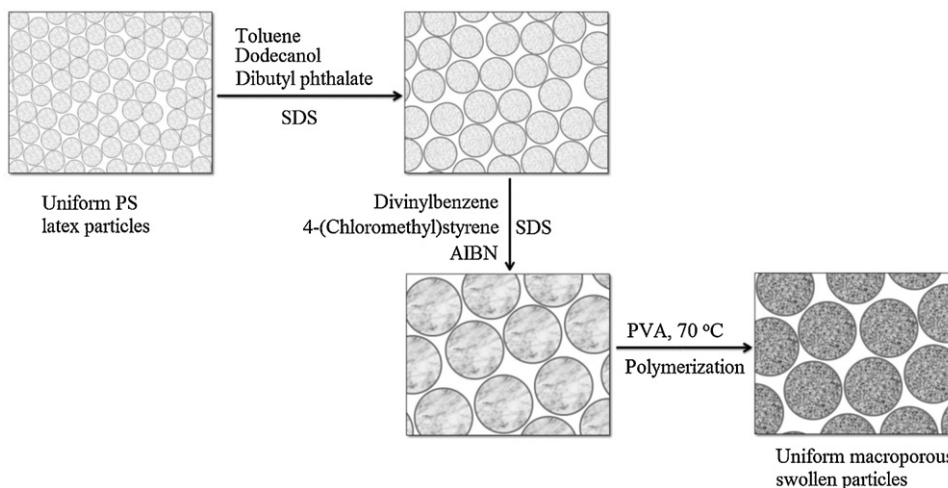 Toluene
Dodecanol
Dibutyl phthalate
SDS
Uniform PS
latex particles
Divinylbenzene
4-(Chloromethyl)styrene
AIBN
SDS
PVA, 70 ºC
Polymerization
Uniform macroporous
swollen particles